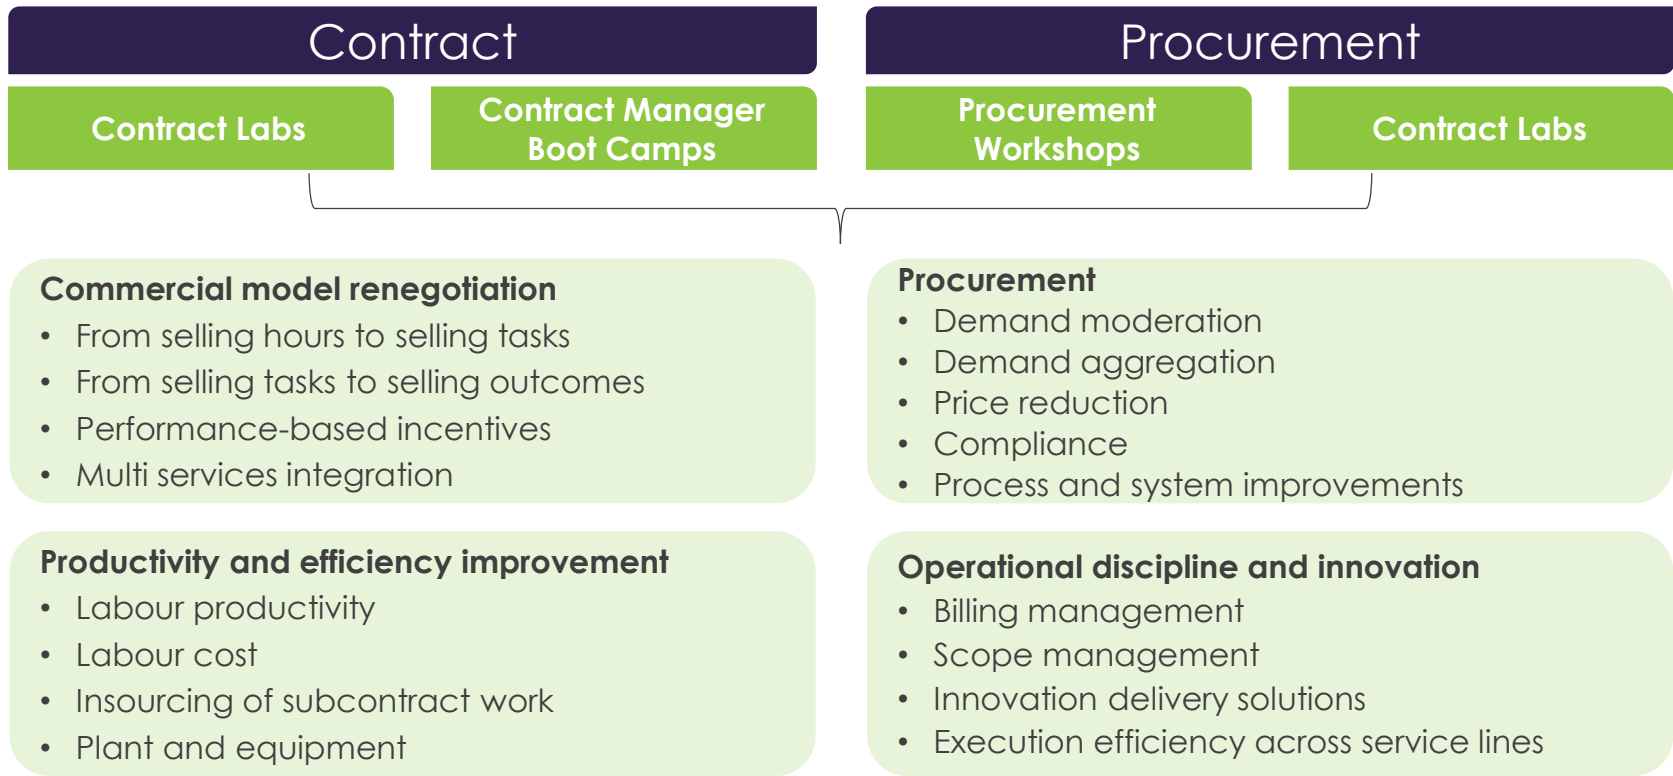 Contract
Procurement
Contract Labs
Contract Manager
Boot Camps
Procurement
Workshops
Contract Labs
Commercial model renegotiation
• From selling hours to selling tasks
• From selling tasks to selling outcomes
• Performance-based incentives
• Multi services integration
Procurement
• Demand moderation
• Demand aggregation
• Price reduction
• Compliance
• Process and system improvements
Productivity and efficiency improvement
• Labour productivity
• Labour cost
• Insourcing of subcontract work
• Plant and equipment
Operational discipline and innovation
• Billing management
• Scope management
• Innovation delivery solutions
• Execution efficiency across service lines